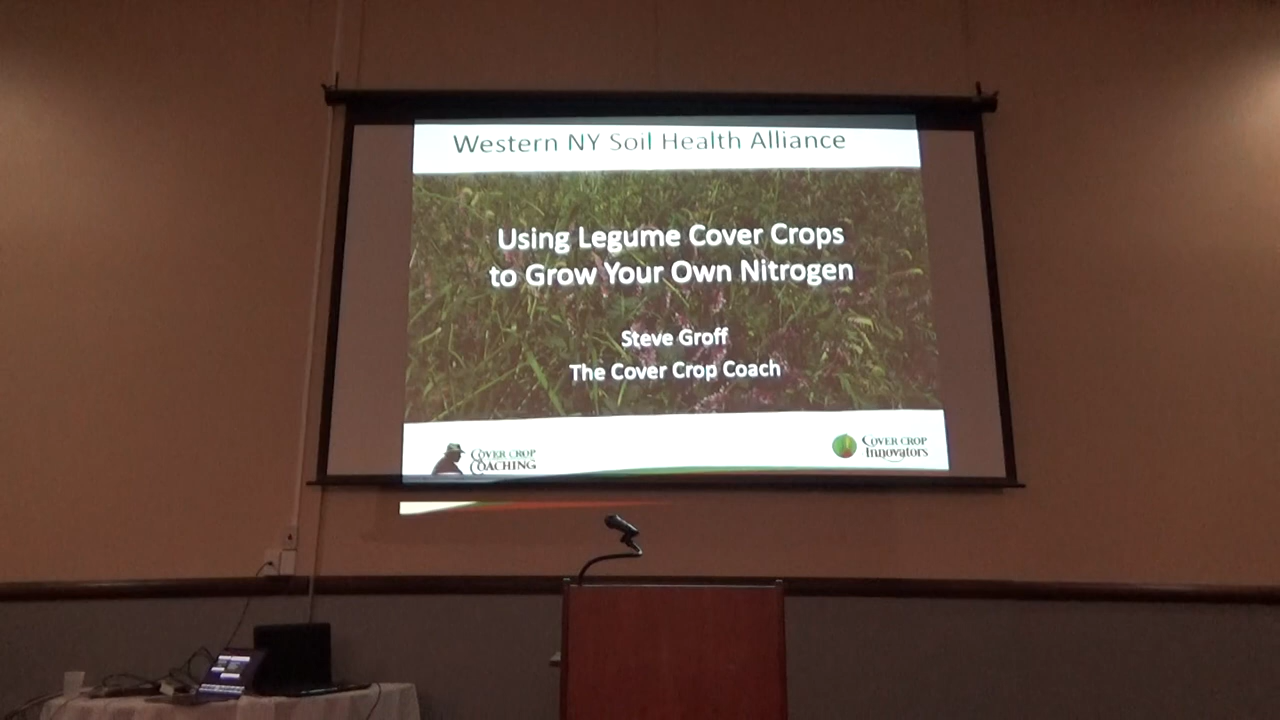 Western NY Soil Health Alliance
Using Legume Cover Crops
to Grow Your Own Nitrogen
Steve Groff
The Cover Crop Coach
COVER CROP
COACHING
COVER CROP
INNOVATORS